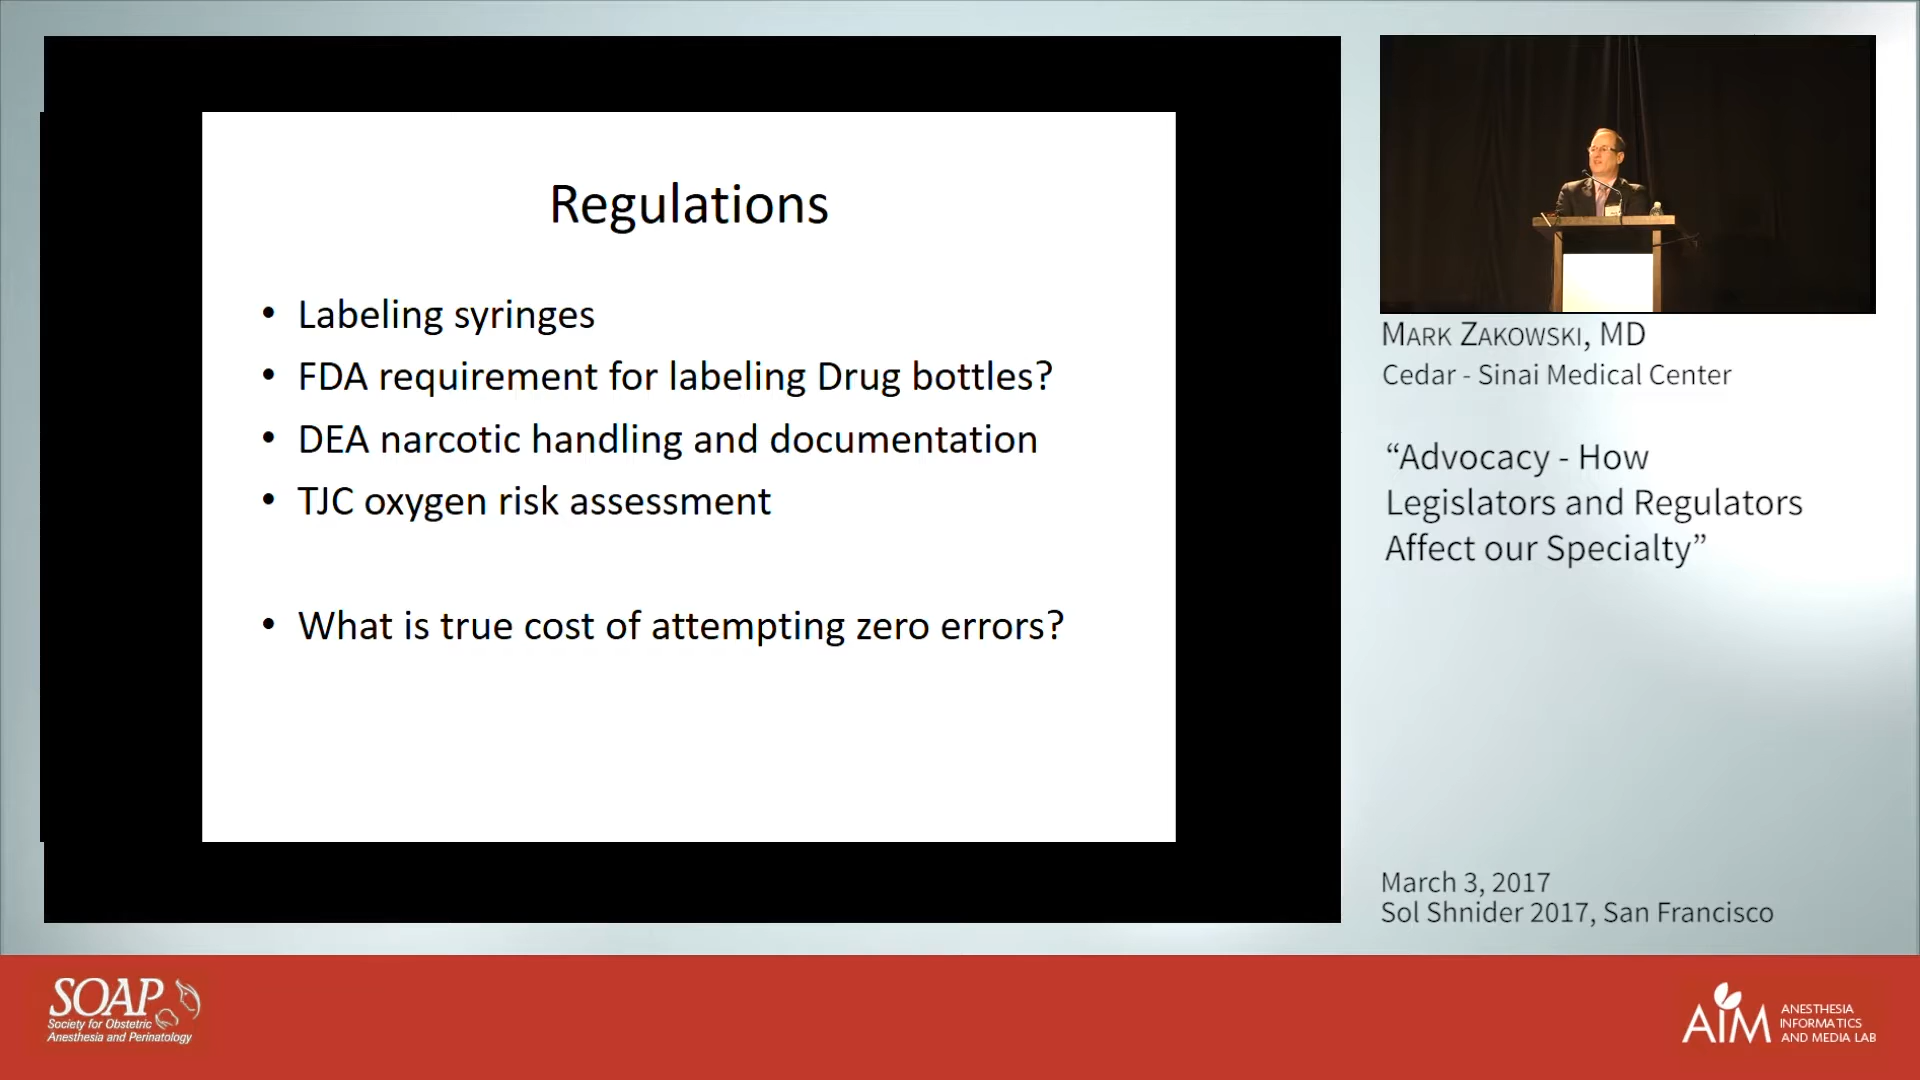 Regulations
• Labeling syringes
• FDA requirement for labeling Drug bottles?
• DEA narcotic handling and documentation
• TJC oxygen risk assessment
• What is true cost of attempting zero errors?
MARK ZAKOWSKI, MD
Cedar - Sinai Medical Center
“Advocacy - How
Legislators and Regulators
Affect our Specialty”
March 3, 2017
Sol Shnider 2017, San Francisco
SOAP
Society for Obstetric
Anesthesia and Perinatology
AIM
ANESTHESIA
INFORMATICS
AND MEDIA LAB